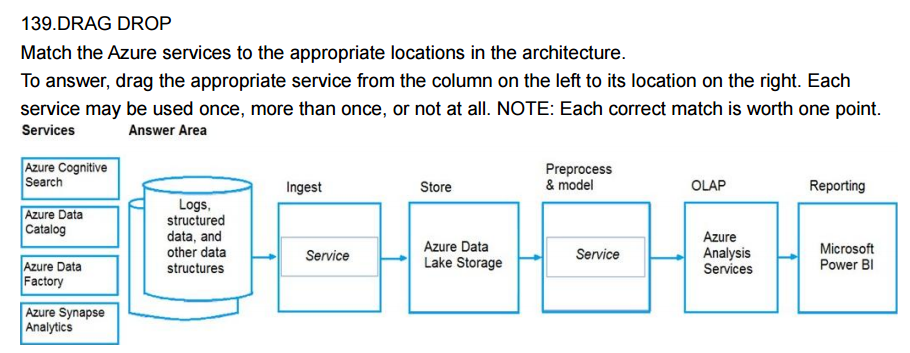 139.DRAG DROP
Match the Azure services to the appropriate locations in the architecture.
To answer, drag the appropriate service from the column on the left to its location on the right. Each
service may be used once, more than once, or not at all. NOTE: Each correct match is worth one point.
Services
Answer Area
Azure Cognitive
Search
Azure Data
Catalog
Azure Data
Factory
Azure Synapse
Analytics
Logs,
structured
data, and
other data
structures
Ingest
Service
Store
Azure Data
Lake Storage
Preprocess
& model
Service
OLAP
Azure
Analysis
Services
Reporting
Microsoft
Power BI